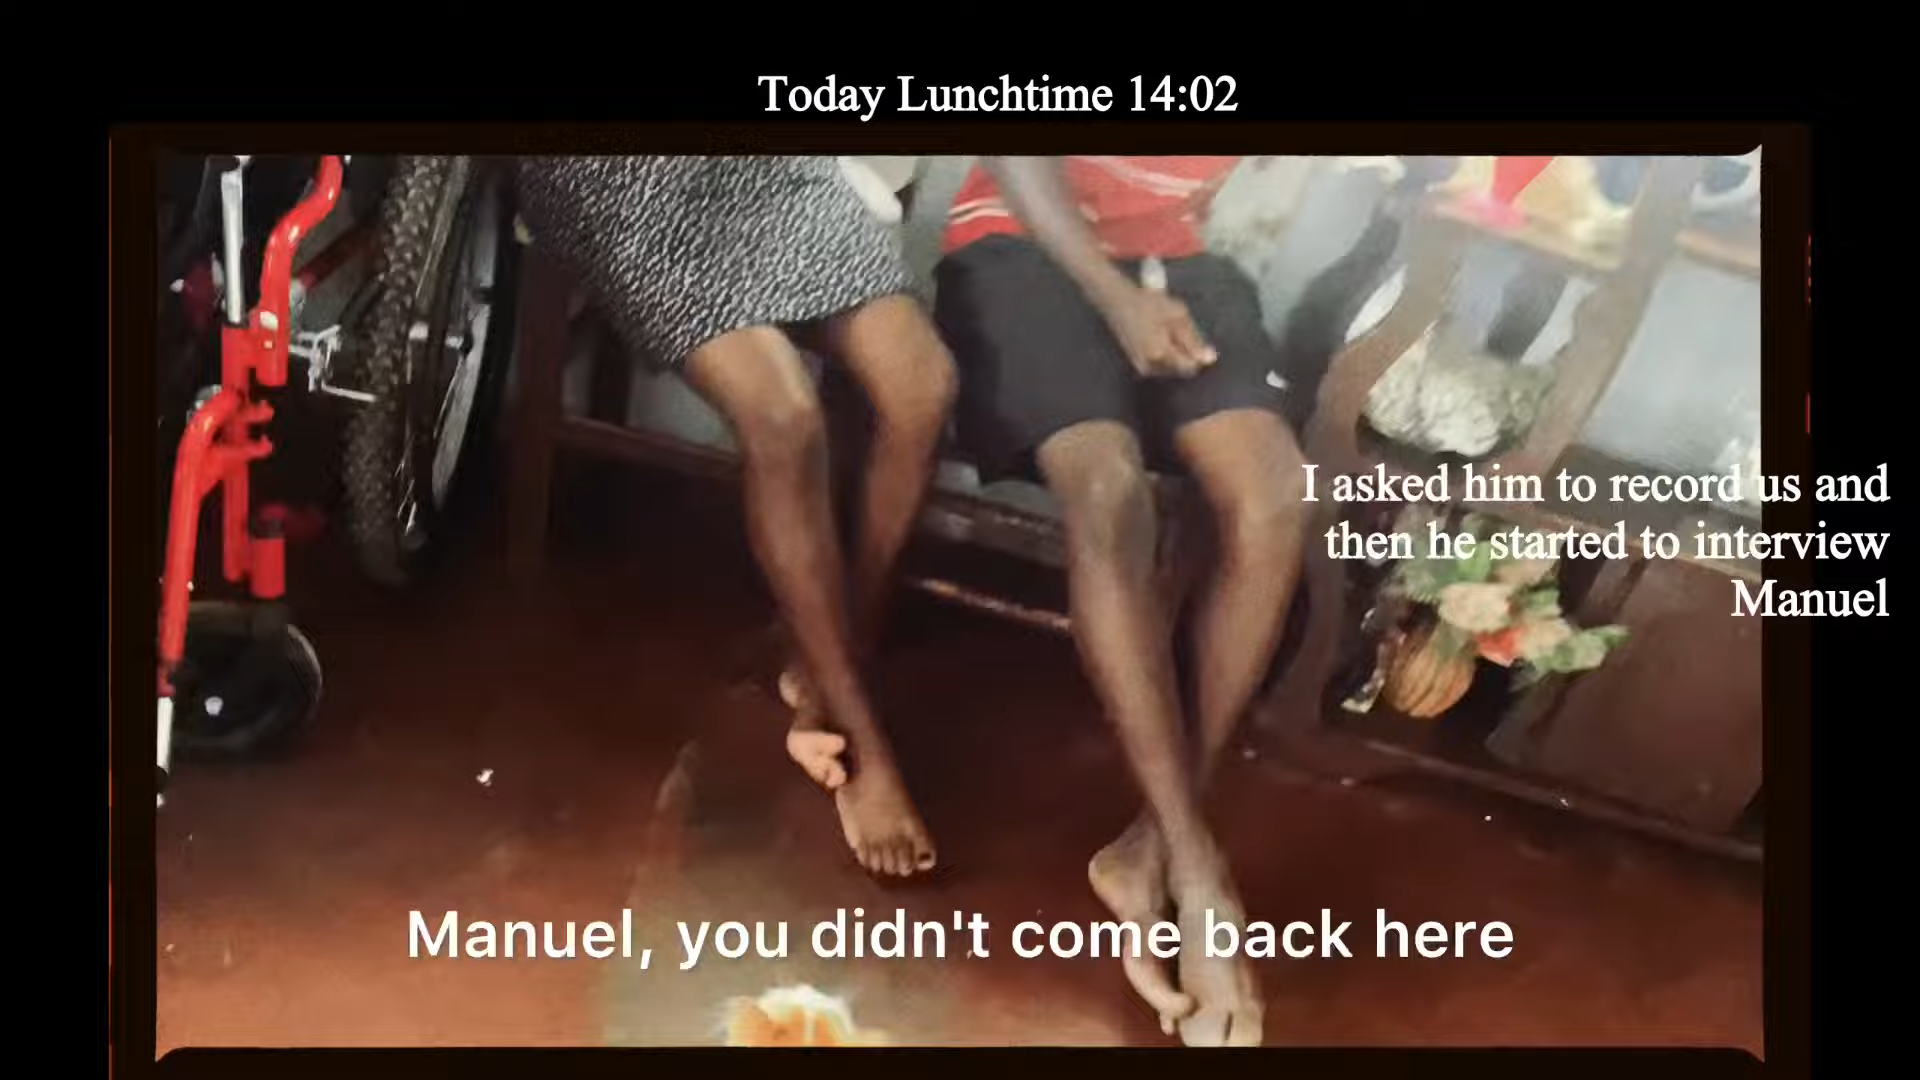 Today Lunchtime 14:02
I asked him to record us and
then he started to interview
Manuel
Manuel, you didn't come back here